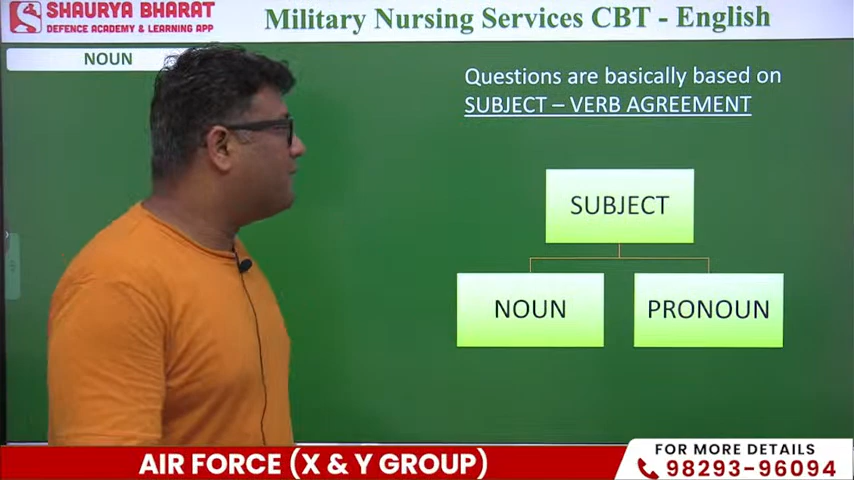 SHAURYA BHARAT
DEFENCE ACADEMY & LEARNING APP
Military Nursing Services CBT - English
NOUN
Questions are basically based on
SUBJECT – VERB AGREEMENT
SUBJECT
NOUN
PRONOUN
AIR FORCE (X & Y GROUP)
FOR MORE DETAILS
98293-96094